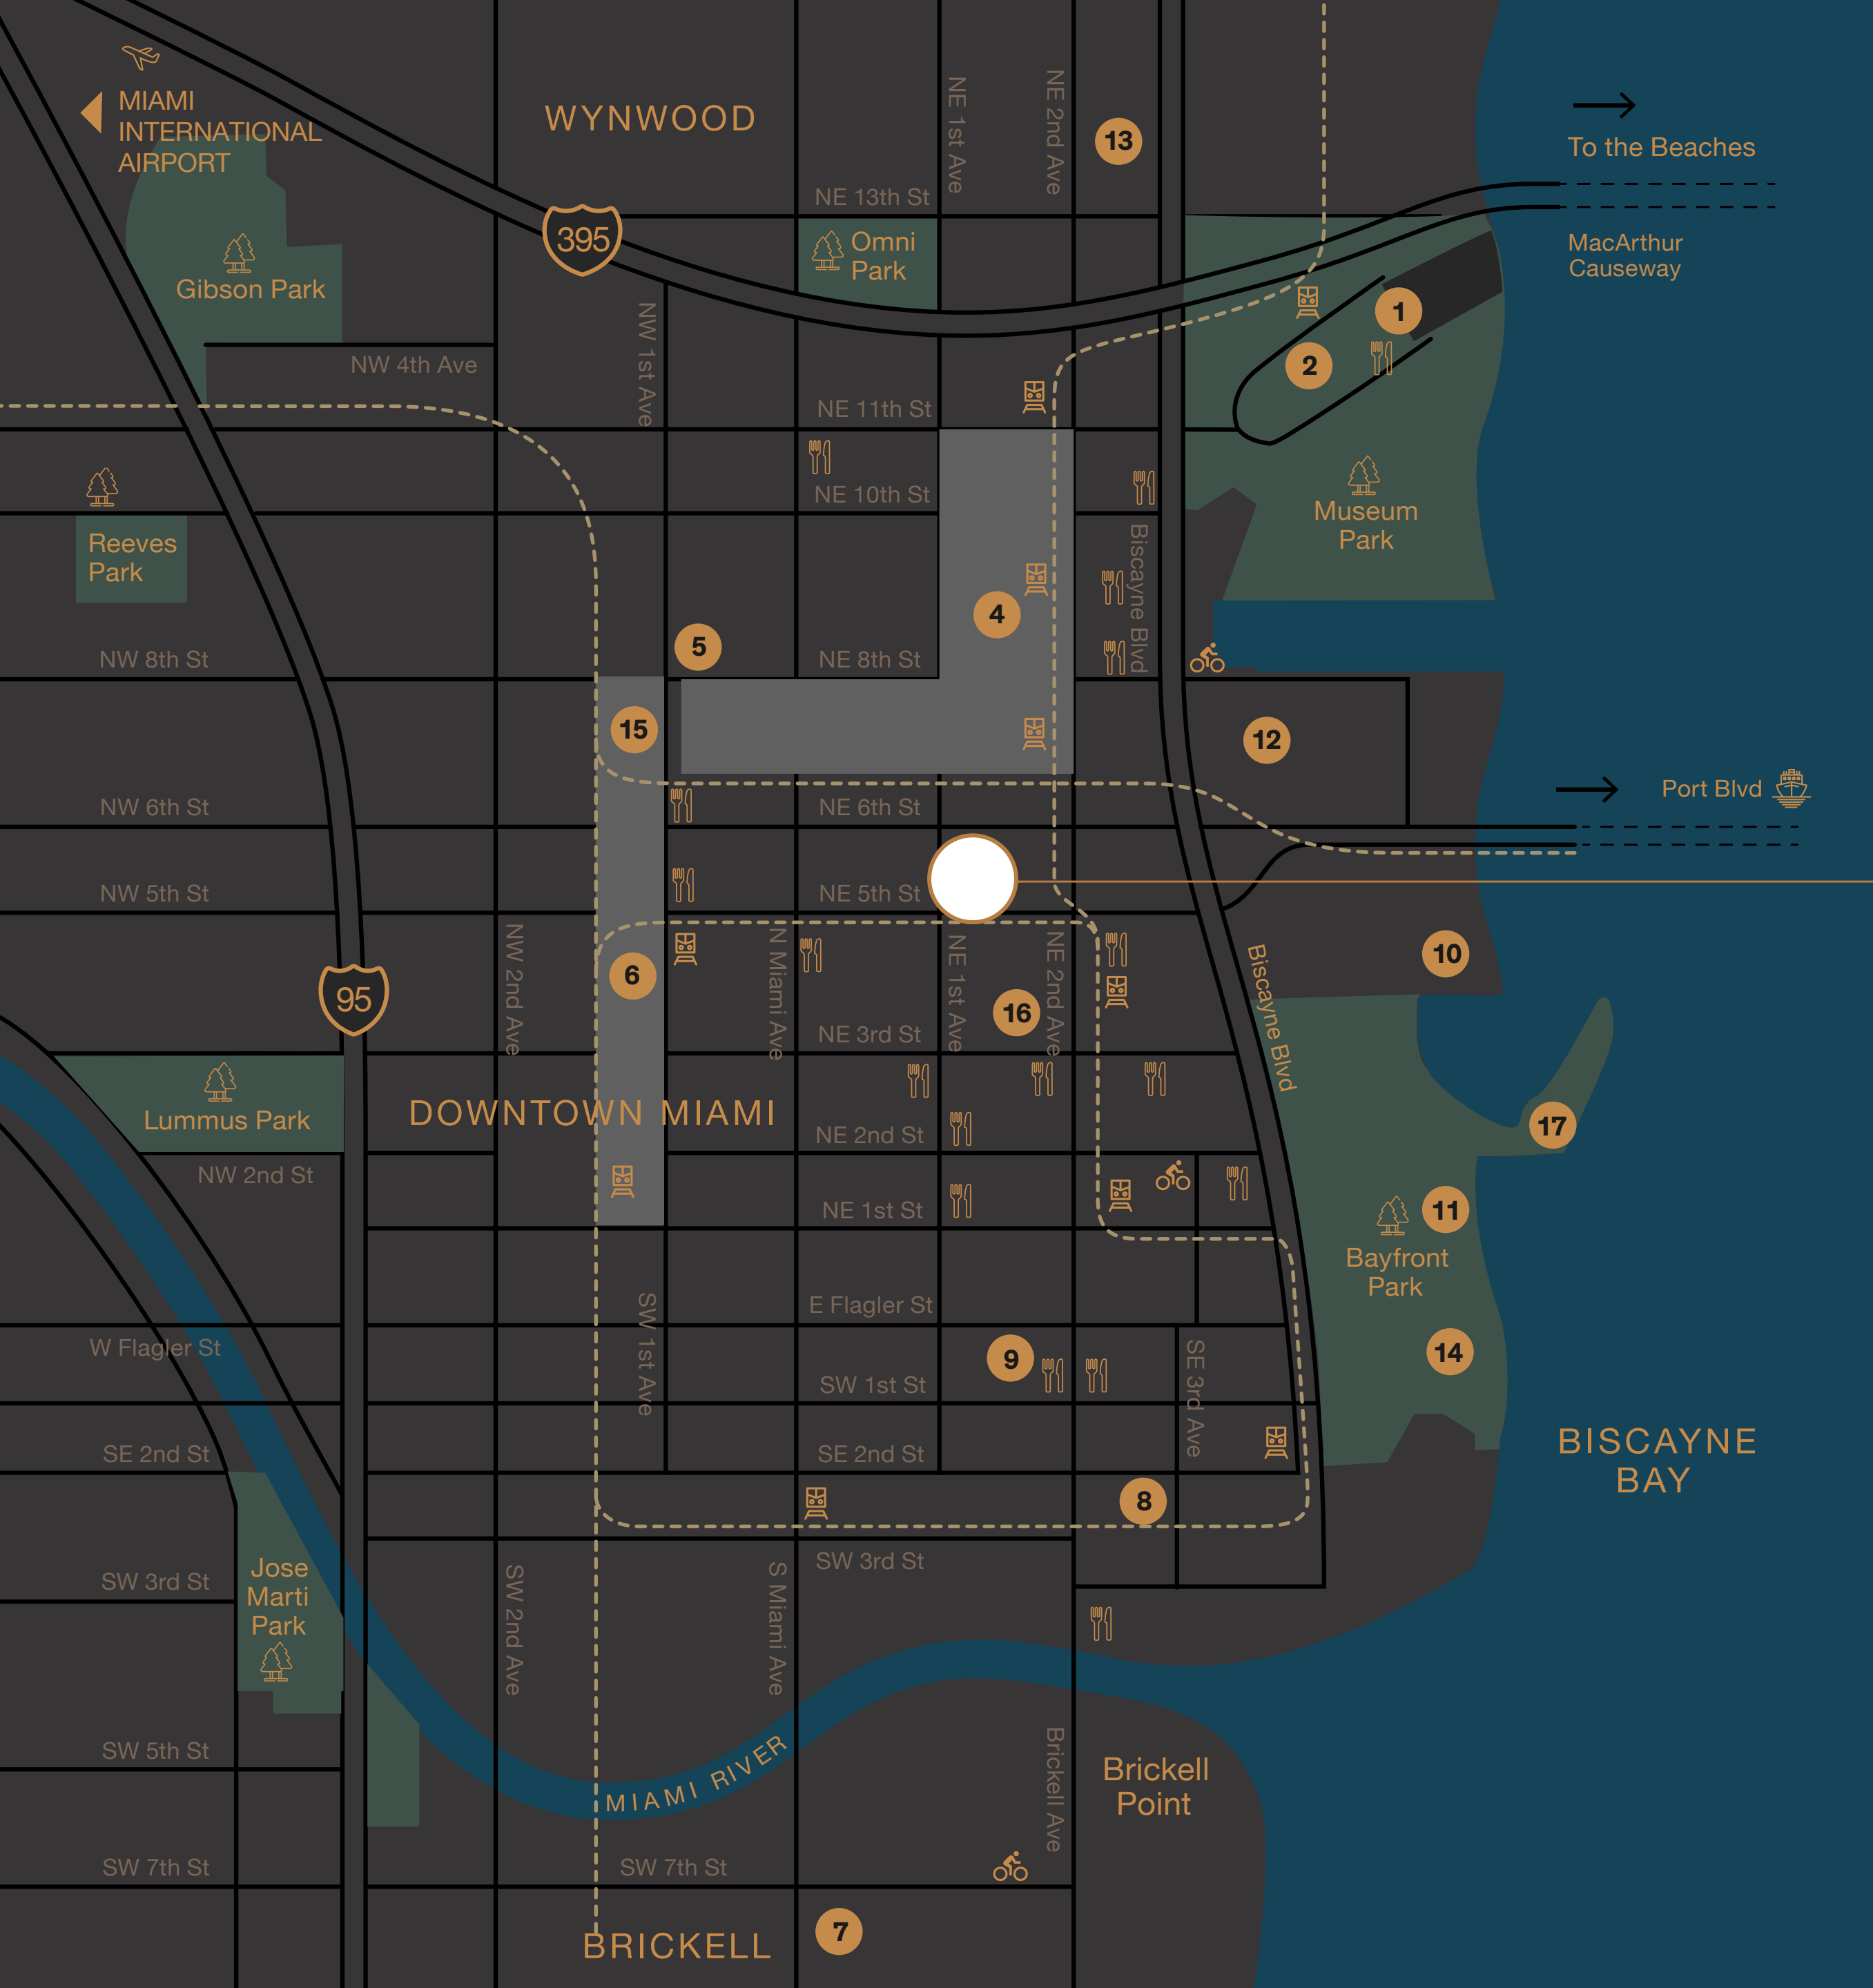 MIAMI
INTERNATIONAL
AIRPORT
WYNWOOD
NE 1st Ave
NE 2nd Ave
13
To the Beaches
NE 13th St
395
Omni
Park
MacArthur
Causeway
Gibson Park
1
2
NW 4th Ave
NW 1st Ave
NE 11th St
NE 10th St
Museum
Park
Reeves
Park
Biscayne Blvd
4
5
NW 8th St
NE 8th St
15
12
Port Blvd
NW 6th St
NE 6th St
NW 5th St
NE 5th St
NW 2nd Ave
N Miami Ave
NE 1st Ave
NE 2nd Ave
Biscayne Blvd
10
6
95
16
NE 3rd St
Lummus Park
DOWNTOWN MIAMI
NE 2nd St
17
NW 2nd St
NE 1st St
11
Bayfront
Park
E Flagler St
W Flagler St
SW 1st Ave
9
SE 3rd Ave
14
SW 1st St
SE 2nd St
SE 2nd St
BISCAYNE
BAY
8
Jose
Marti
Park
SW 3rd St
SW 3rd St
SW 2nd Ave
S Miami Ave
SW 5th St
MIAMI RIVER
Brickell Ave
Brickell
Point
SW 7th St
SW 7th St
7
BRICKELL